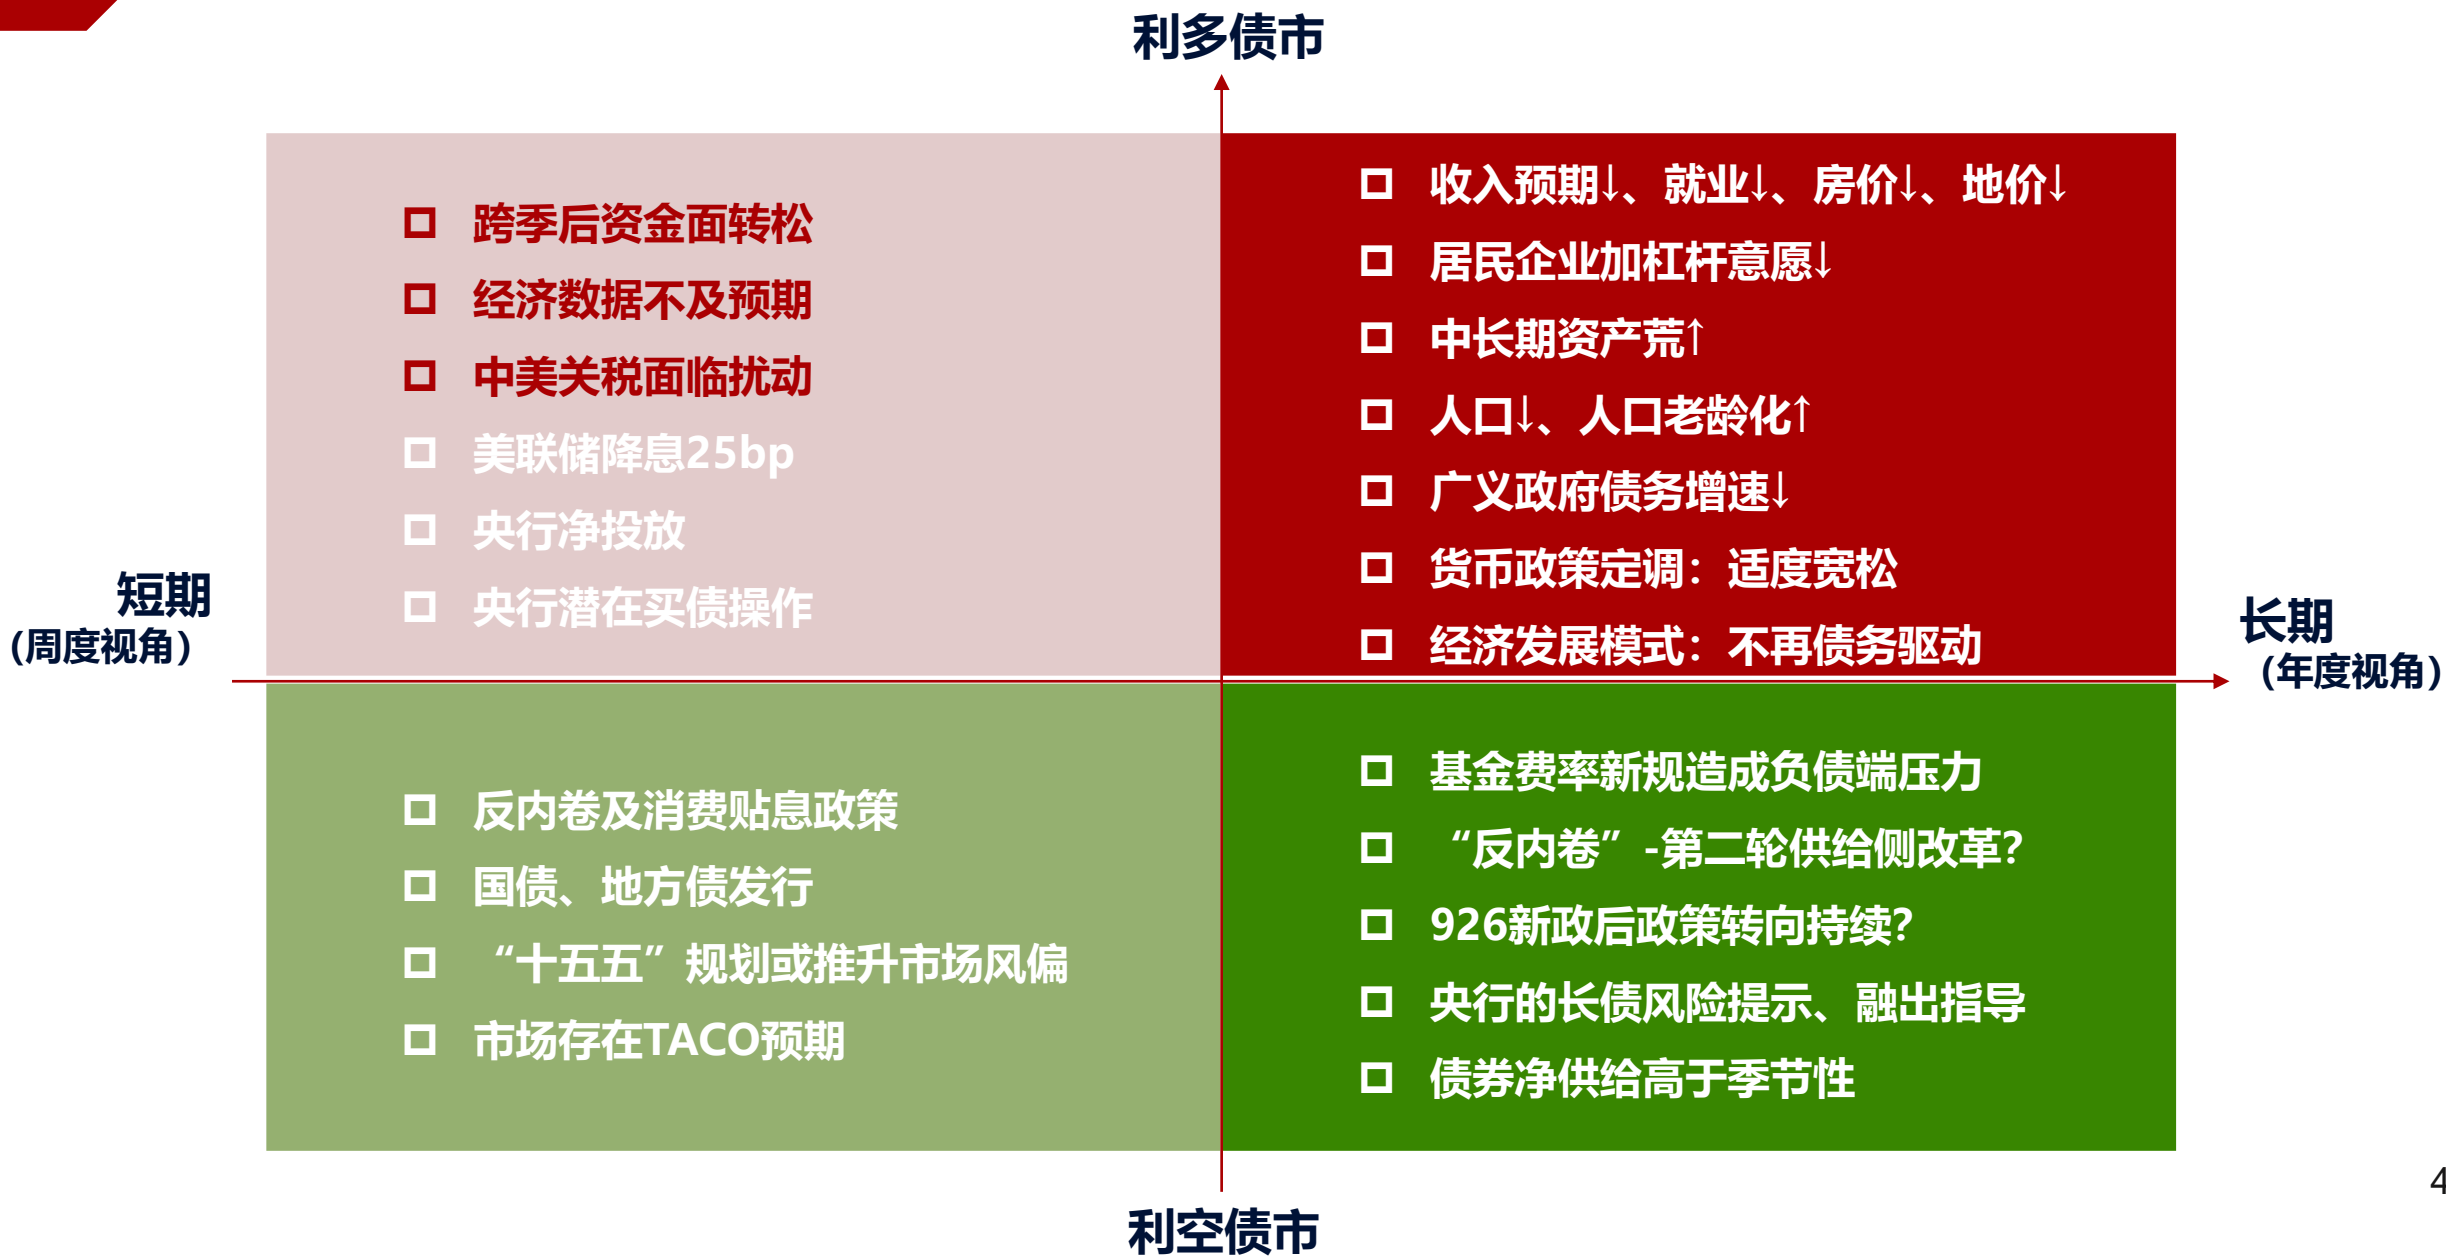 利多债市
跨季后资金面转松
经济数据不及预期
中美关税面临扰动
美联储降息25bp
央行净投放
央行潜在买债操作
收入预期↓、就业↓、房价↓、地价↓
居民企业加杠杆意愿↓
中长期资产荒↑
人口↓、人口老龄化↑
广义政府债务增速↓
货币政策定调：适度宽松
经济发展模式：不再债务驱动
短期
(周度视角)
长期
(年度视角)
反内卷及消费贴息政策
国债、地方债发行
“十五五”规划或推升市场风偏
市场存在TACO预期
基金费率新规造成负债端压力
“反内卷”-第二轮供给侧改革?
926新政后政策转向持续?
央行的长债风险提示、融出指导
债券净供给高于季节性
利空债市
4